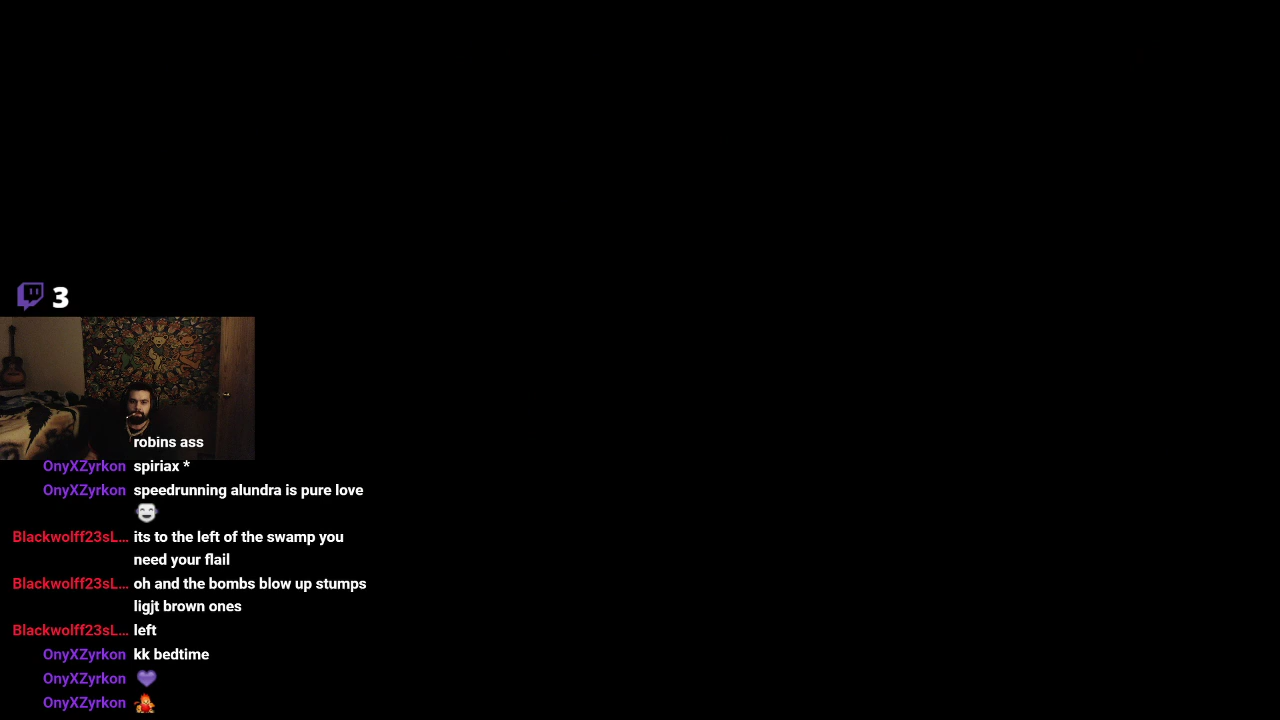 3
robins ass
OnyXZyrkon spiriax *
OnyXZyrkon speedrunning alundra is pure love
Blackwolff23sL… its to the left of the swamp you
need your flail
Blackwolff23sL… oh and the bombs blow up stumps
ligjt brown ones
Blackwolff23sL… left
OnyXZyrkon kk bedtime
OnyXZyrkon
OnyXZyrkon